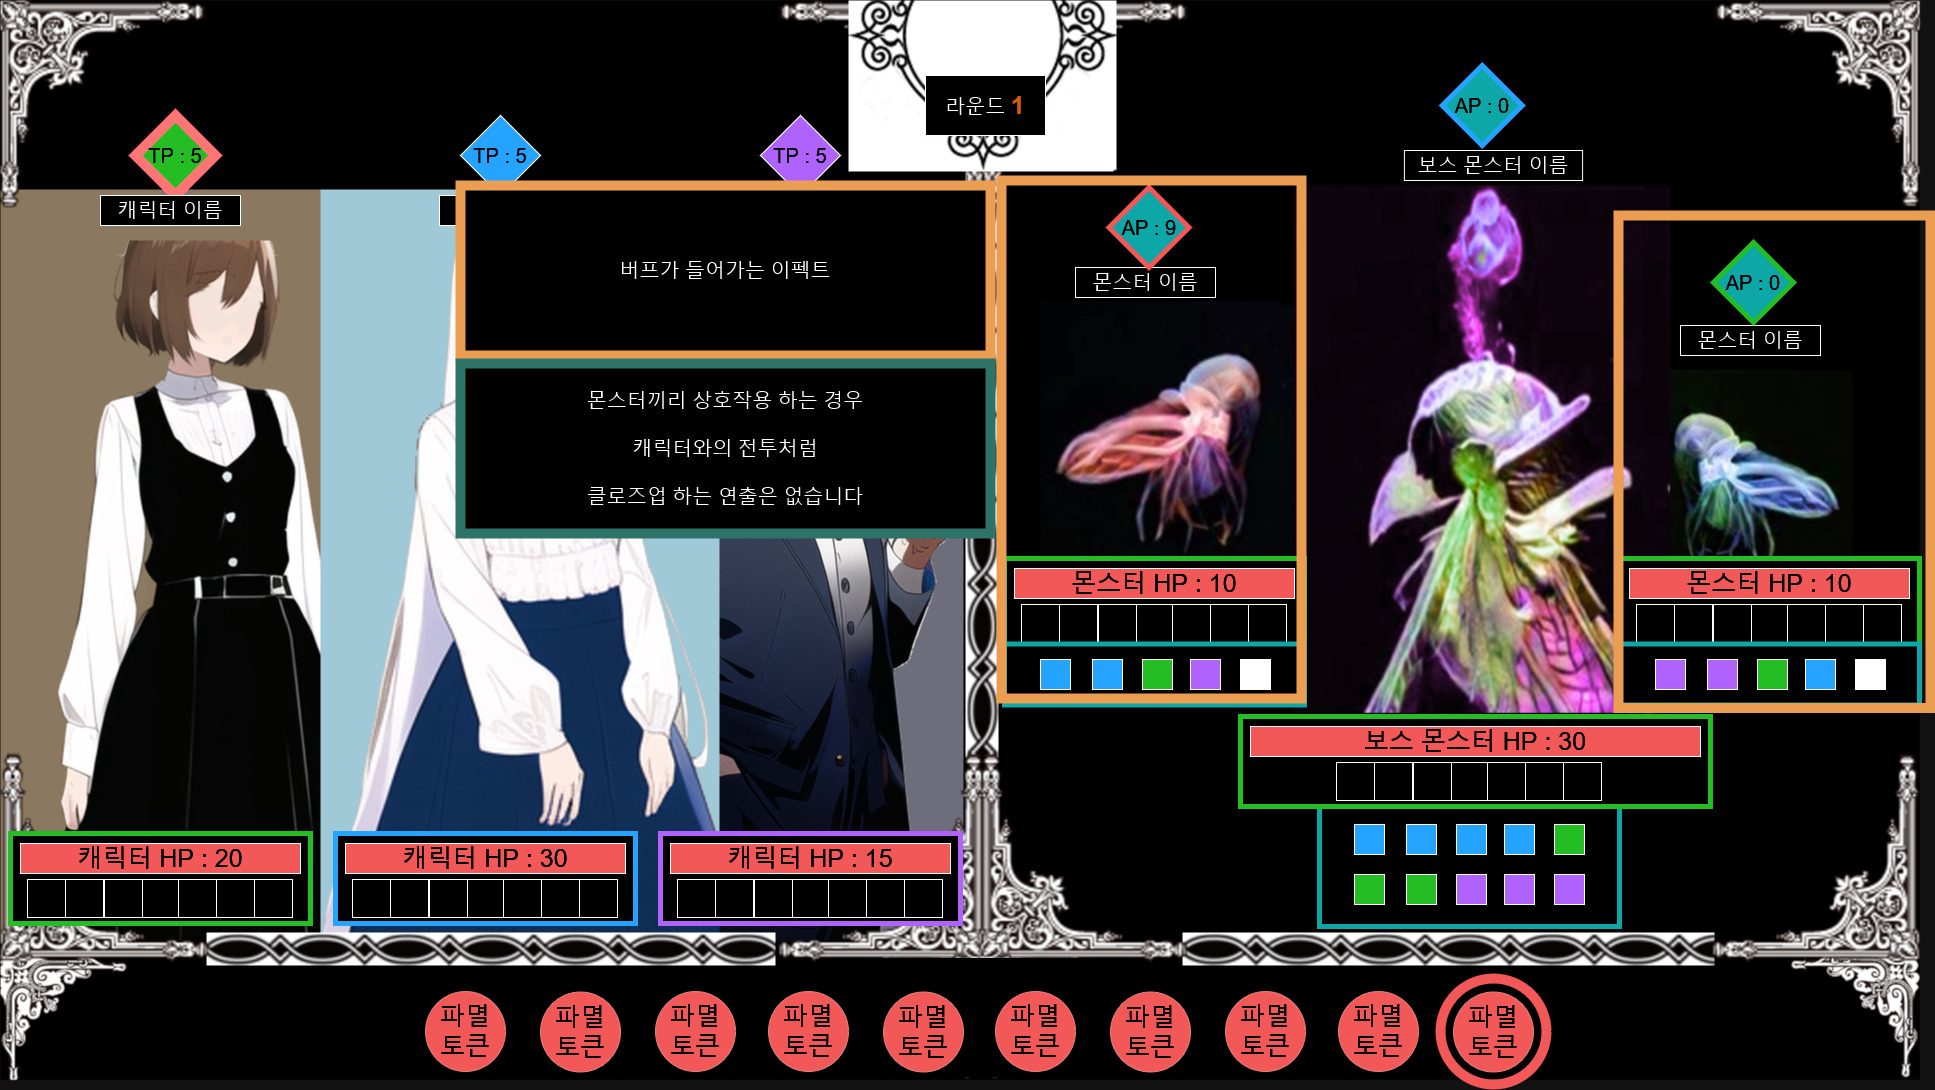 라운드 1
AP : 0
보스 몬스터 이름
TP : 5
TP : 5
TP : 5
캐릭터 이름
버프가 들어가는 이펙트
몬스터끼리 상호작용 하는 경우
캐릭터와의 전투처럼
클로즈업 하는 연출은 없습니다
AP : 9
몬스터 이름
AP : 0
몬스터 이름
몬스터 HP : 10
몬스터 HP : 10
보스 몬스터 HP : 30
캐릭터 HP : 20
캐릭터 HP : 30
캐릭터 HP : 15
파멸
토큰
파멸
토큰
파멸
토큰
파멸
토큰
파멸
토큰
파멸
토큰
파멸
토큰
파멸
토큰
파멸
토큰
파멸
토큰